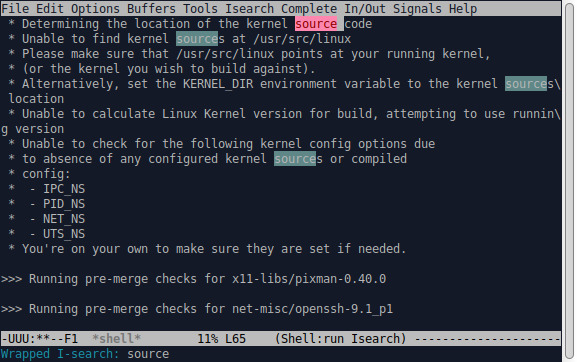 File Edit Options Buffers Tools Isearch Complete In/Out Signals Help
 * Determining the location of the kernel source code
 * Unable to find kernel sources at /usr/src/linux
 * Please make sure that /usr/src/linux points at your running kernel,
 * (or the kernel you wish to build against).
 * Alternatively, set the KERNEL_DIR environment variable to the kernel sources\
 location
 * Unable to calculate Linux Kernel version for build, attempting to use runnin\
g version
 * Unable to check for the following kernel config options due
 * to absence of any configured kernel sources or compiled
 * config:
 *  - IPC_NS
 *  - PID_NS
 *  - NET_NS
 *  - UTS_NS
 * You're on your own to make sure they are set if needed.

>>> Running pre-merge checks for x11-libs/pixman-0.40.0

>>> Running pre-merge checks for net-misc/openssh-9.1_p1

-UUU:**--F1  *shell*        11% L65    (Shell:run Isearch) ---------------------
Wrapped I-search: source